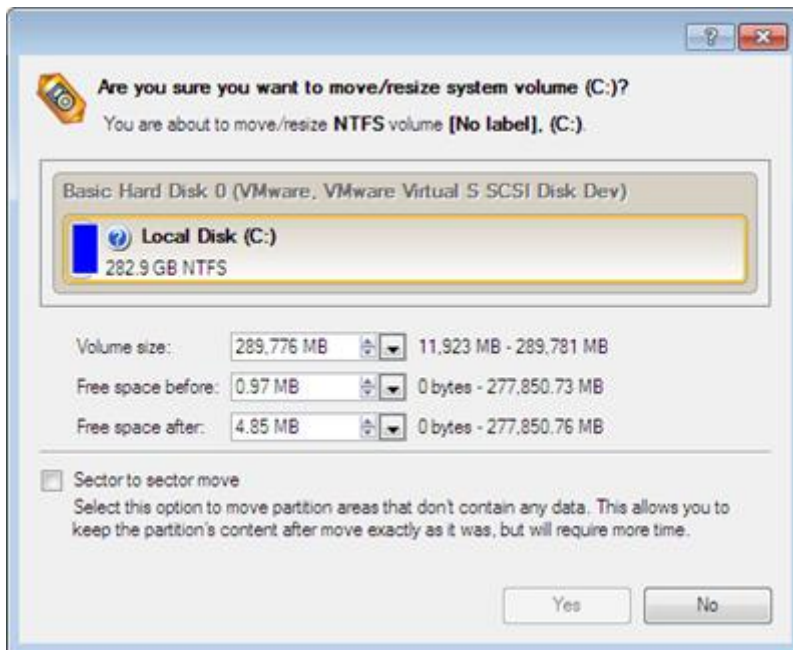 Are you sure you want to move/resize system volume (C:)?
You are about to move/resize NTFS volume [No label], (C:).
Basic Hard Disk 0 (VMware, VMware Virtual S SCSI Disk Dev)
Local Disk (C:)
282.9 GB NTFS
Volume size: 289,776 MB 11,923 MB - 289,781 MB
Free space before: 0.97 MB 0 bytes - 277,850.73 MB
Free space after: 4.85 MB 0 bytes - 277,850.76 MB
Sector to sector move
Select this option to move partition areas that don't contain any data. This allows you to
keep the partition's content after move exactly as it was, but will require more time.
Yes No